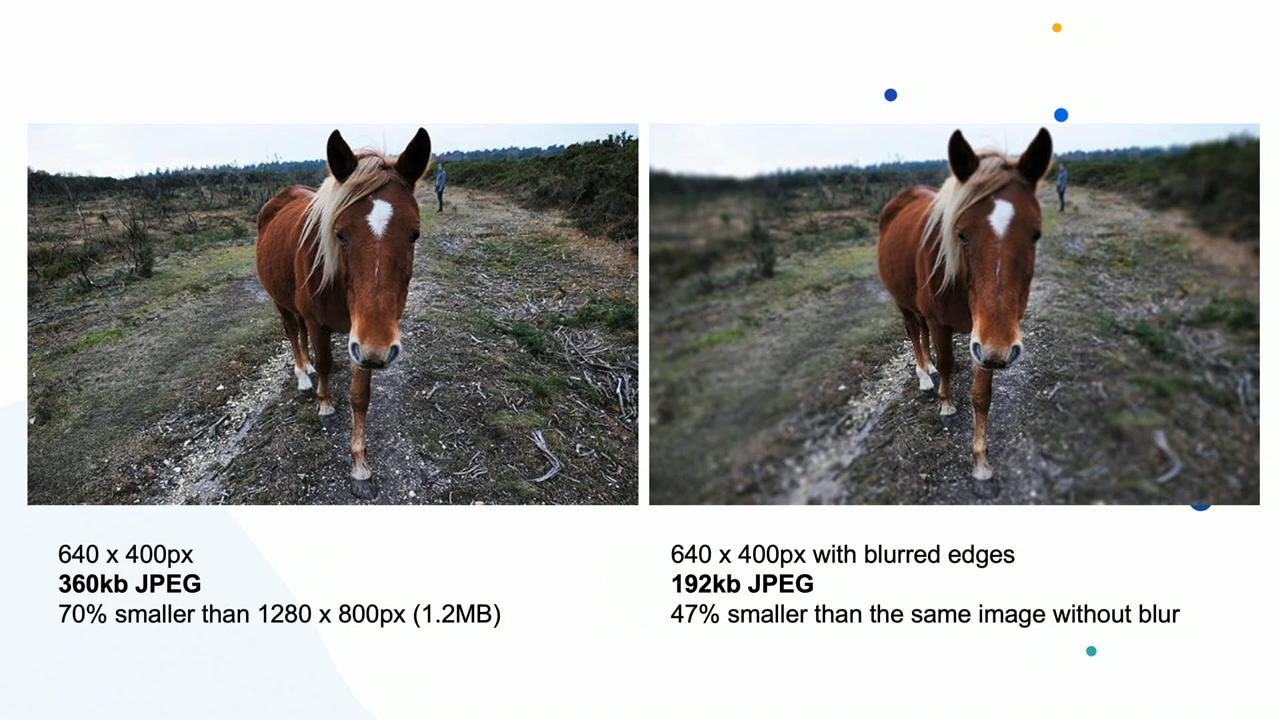 640 x 400px
360kb JPEG
70% smaller than 1280 x 800px (1.2MB)
640 x 400px with blurred edges
192kb JPEG
47% smaller than the same image without blur